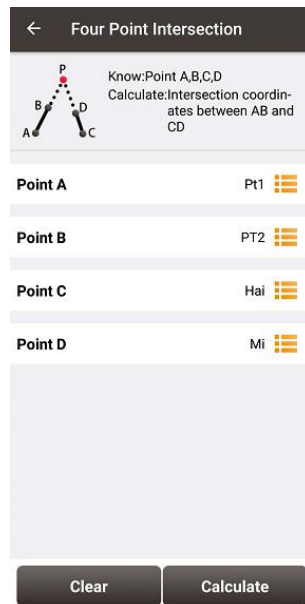 ← Four Point Intersection
P
B
D
A
C
Know:Point A,B,C,D
Calculate:Intersection coordin-
ates between AB and
CD
Point A Pt1
Point B PT2
Point C Hai
Point D Mi
Clear Calculate